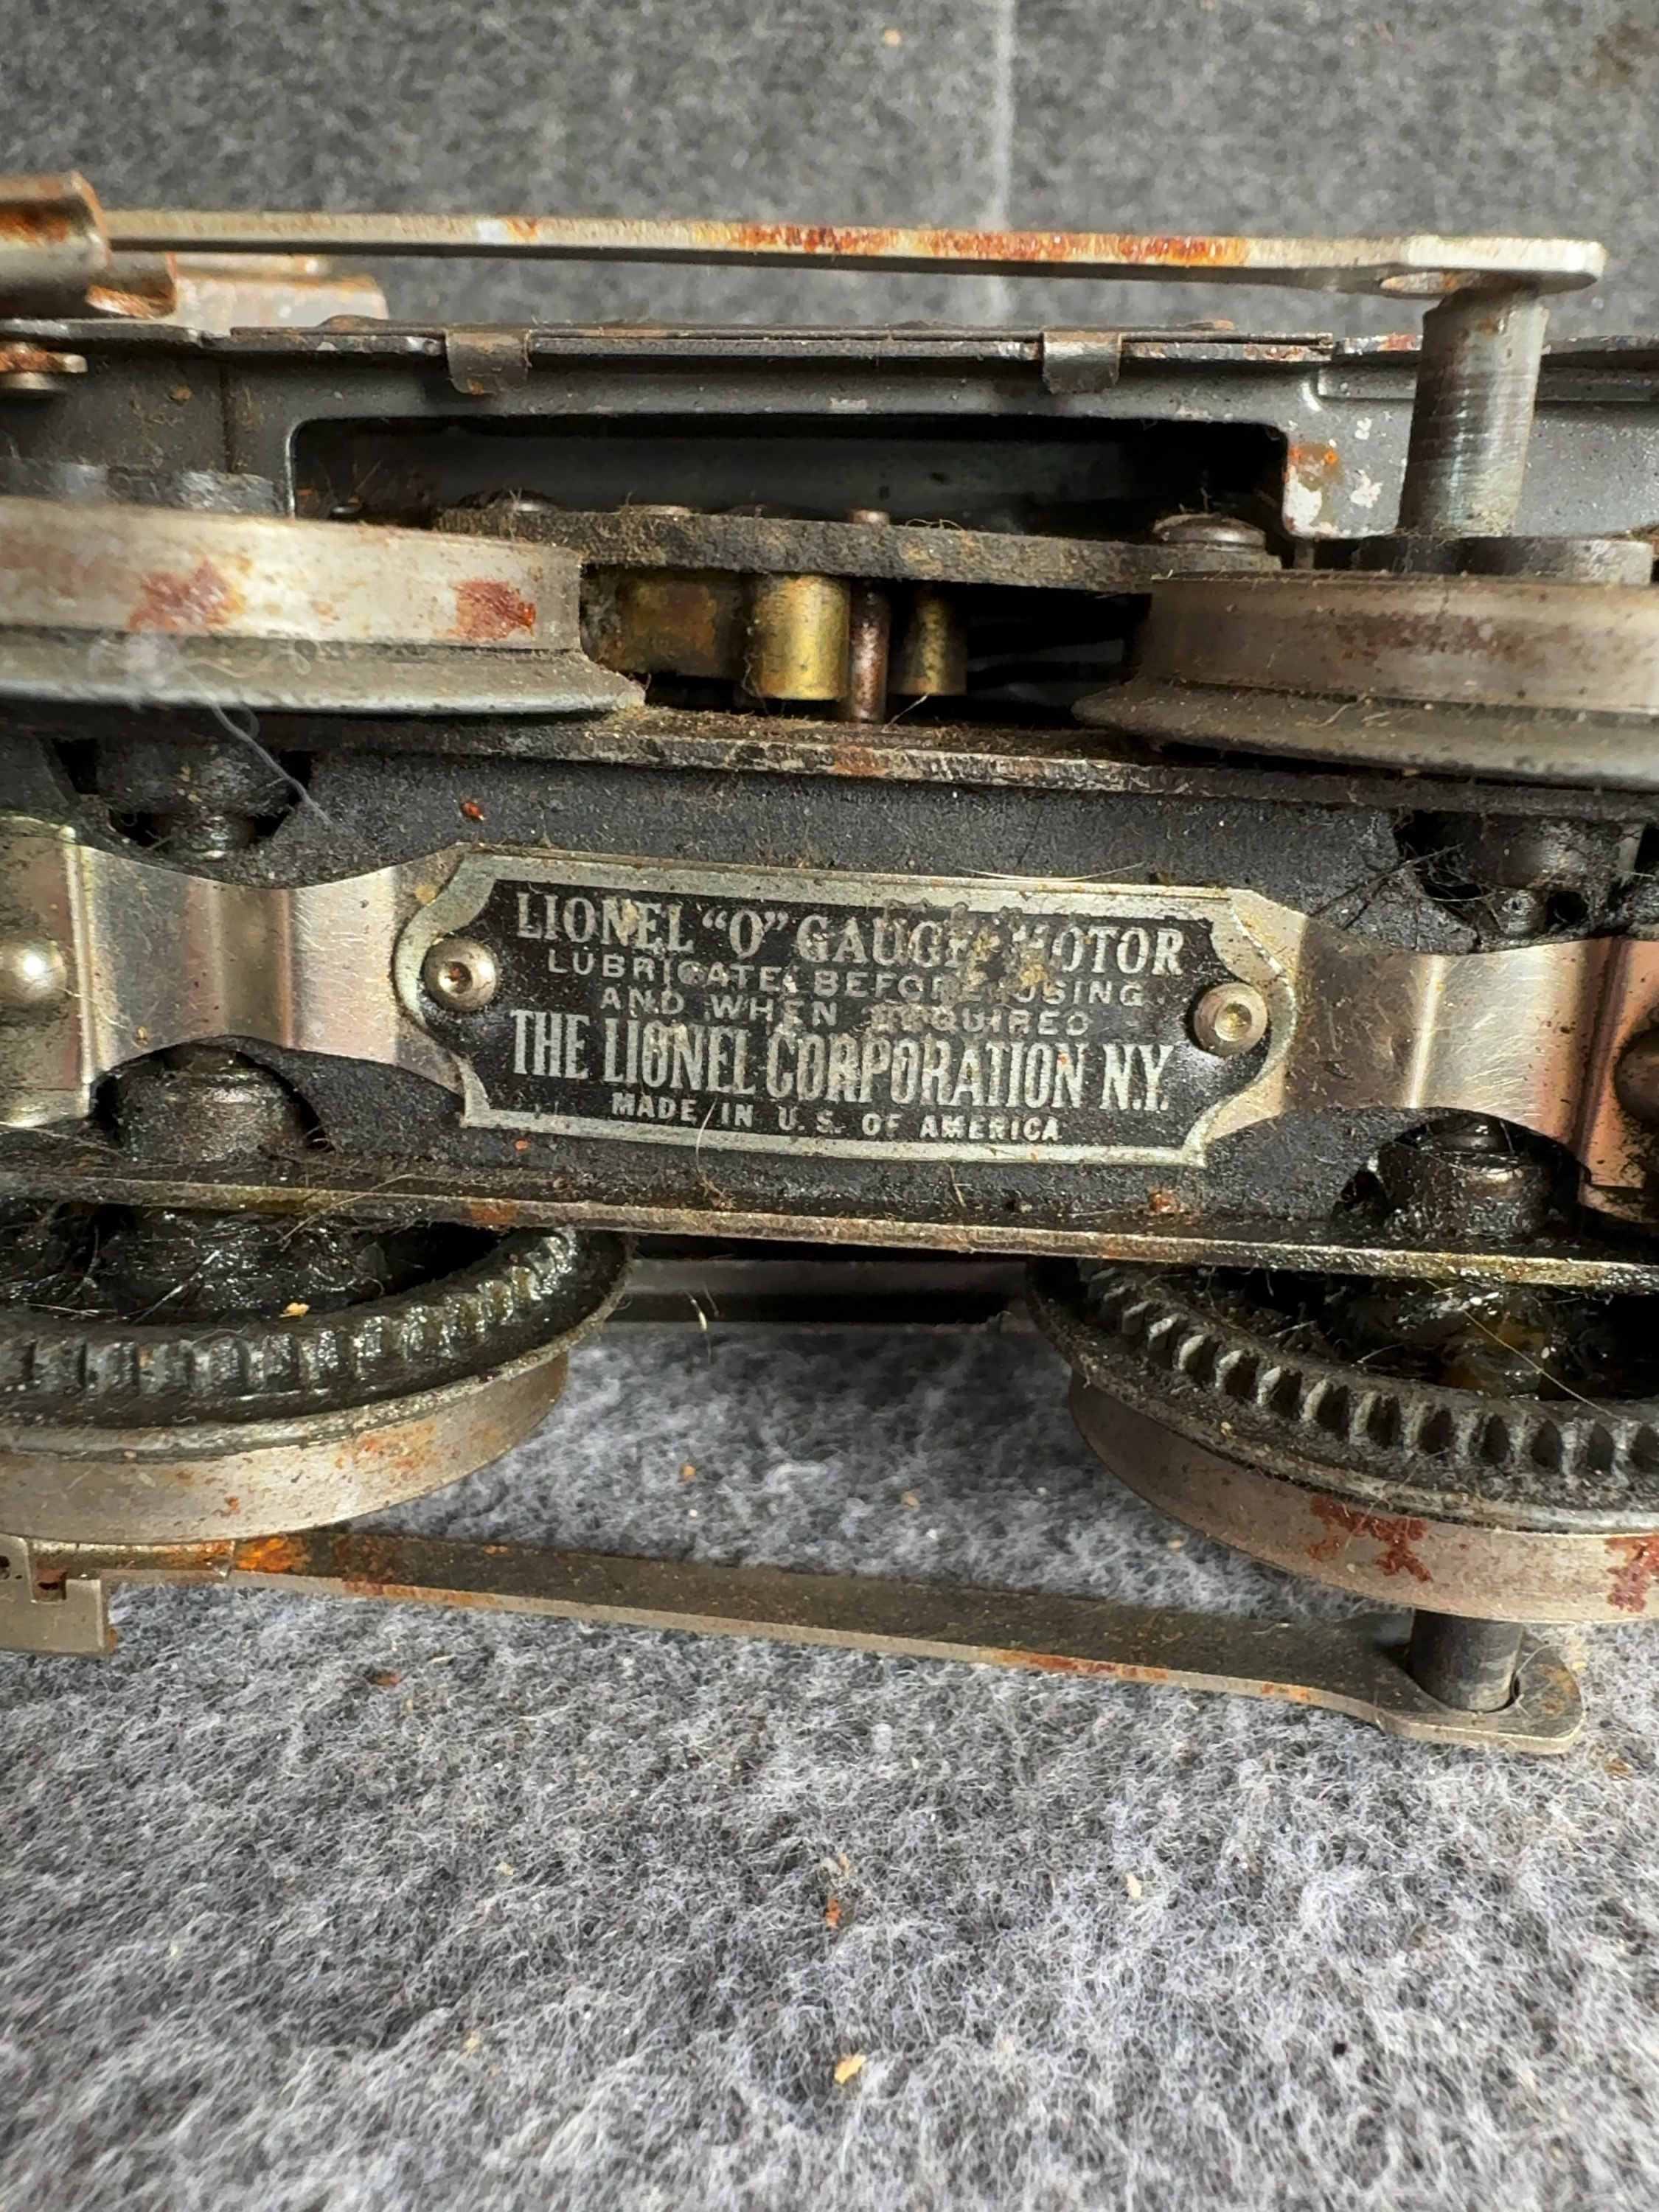 LIONEL "O" GAUGE MOTOR
LUBRICATE BEFORE USING
AND WHEN REQUIRED
THE LIONEL CORPORATION N.Y.
MADE IN U.S. OF AMERICA